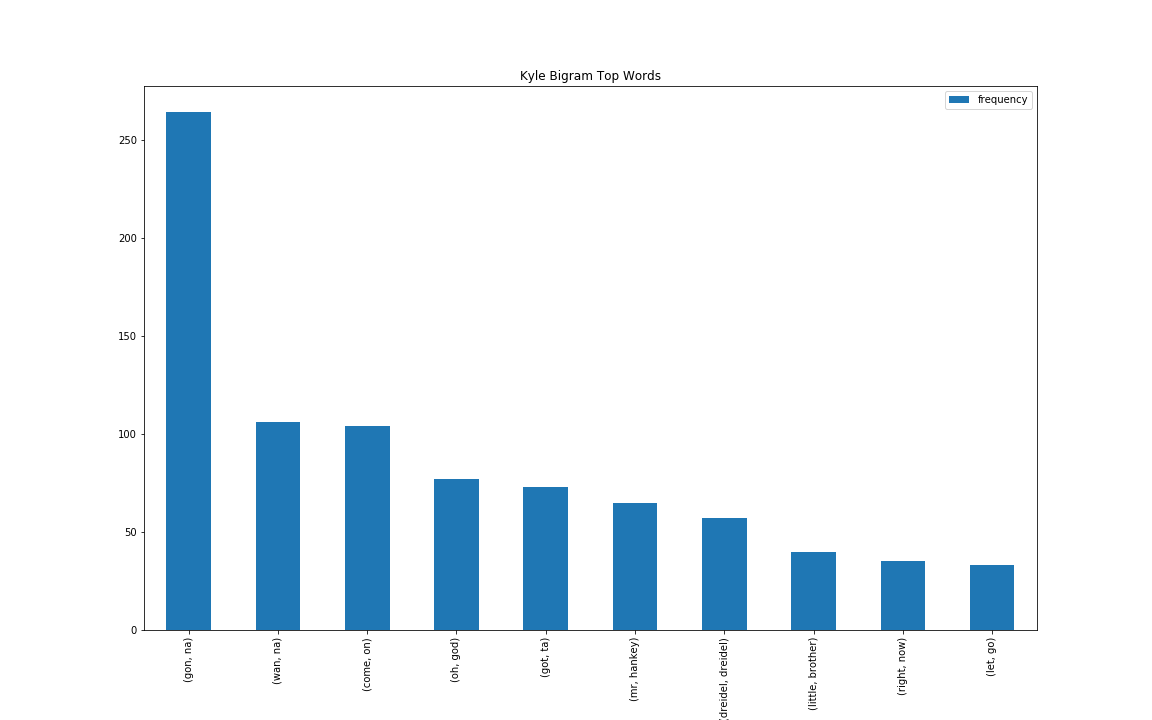 Kyle Bigram Top Words
frequency
250
200
150
100
50
0
(gon, na)
(wan, na)
(come, on)
(oh, god)
(got, ta)
(mr, hankey)
(dreidel, dreidel)
(little, brother)
(right, now)
(let, go)